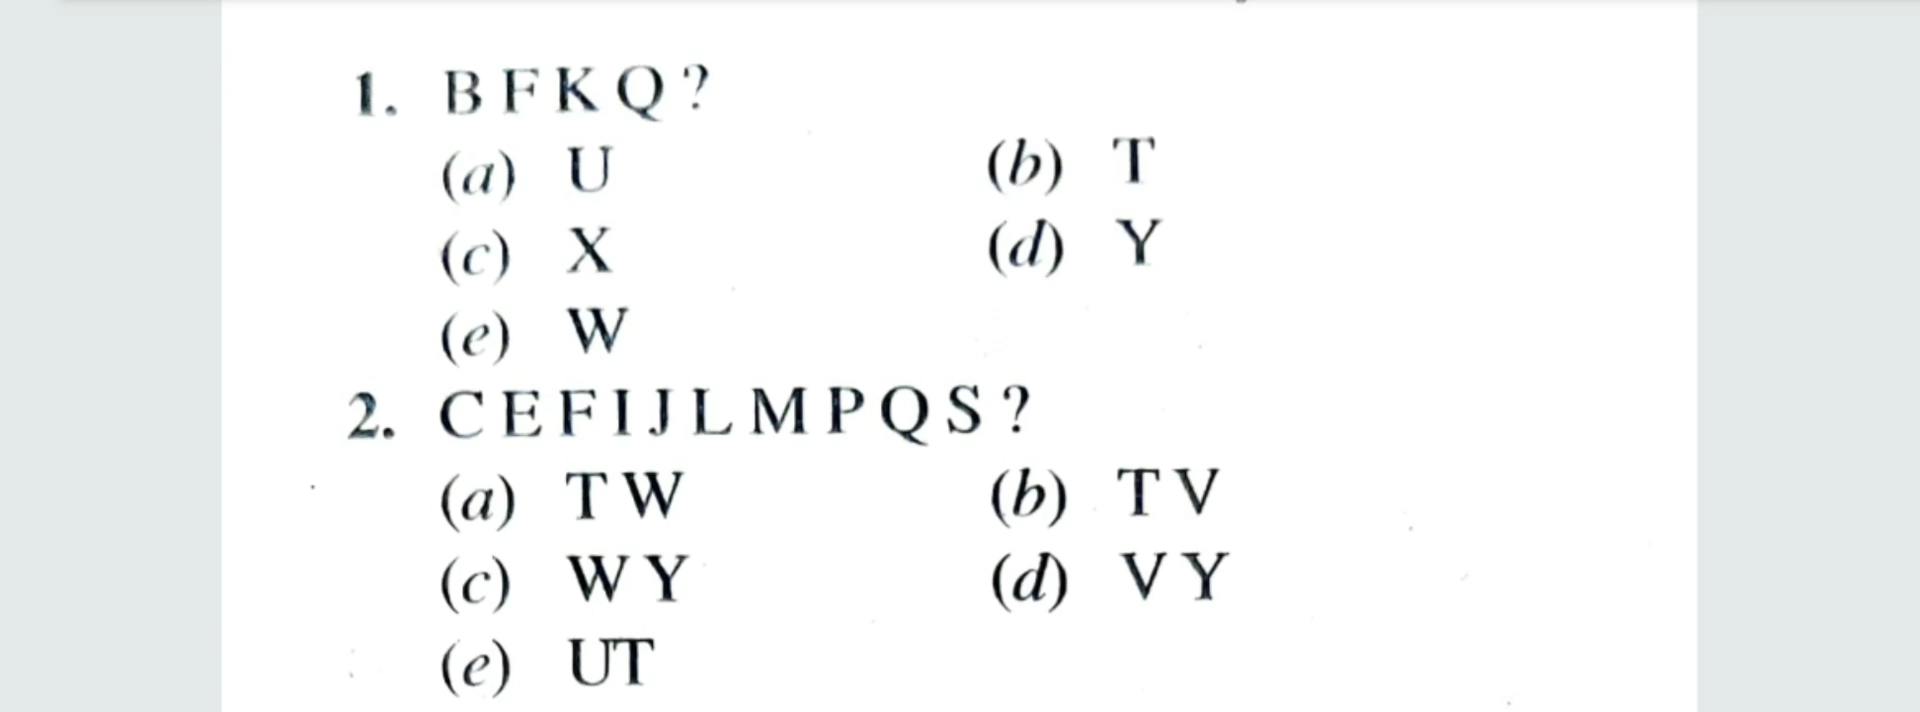 1. B F K Q ?
(a) U (b) T
(c) X (d) Y
(e) W
2. C E F I J L M P Q S ?
(a) T W (b) T V
(c) W Y (d) V Y
(e) UT